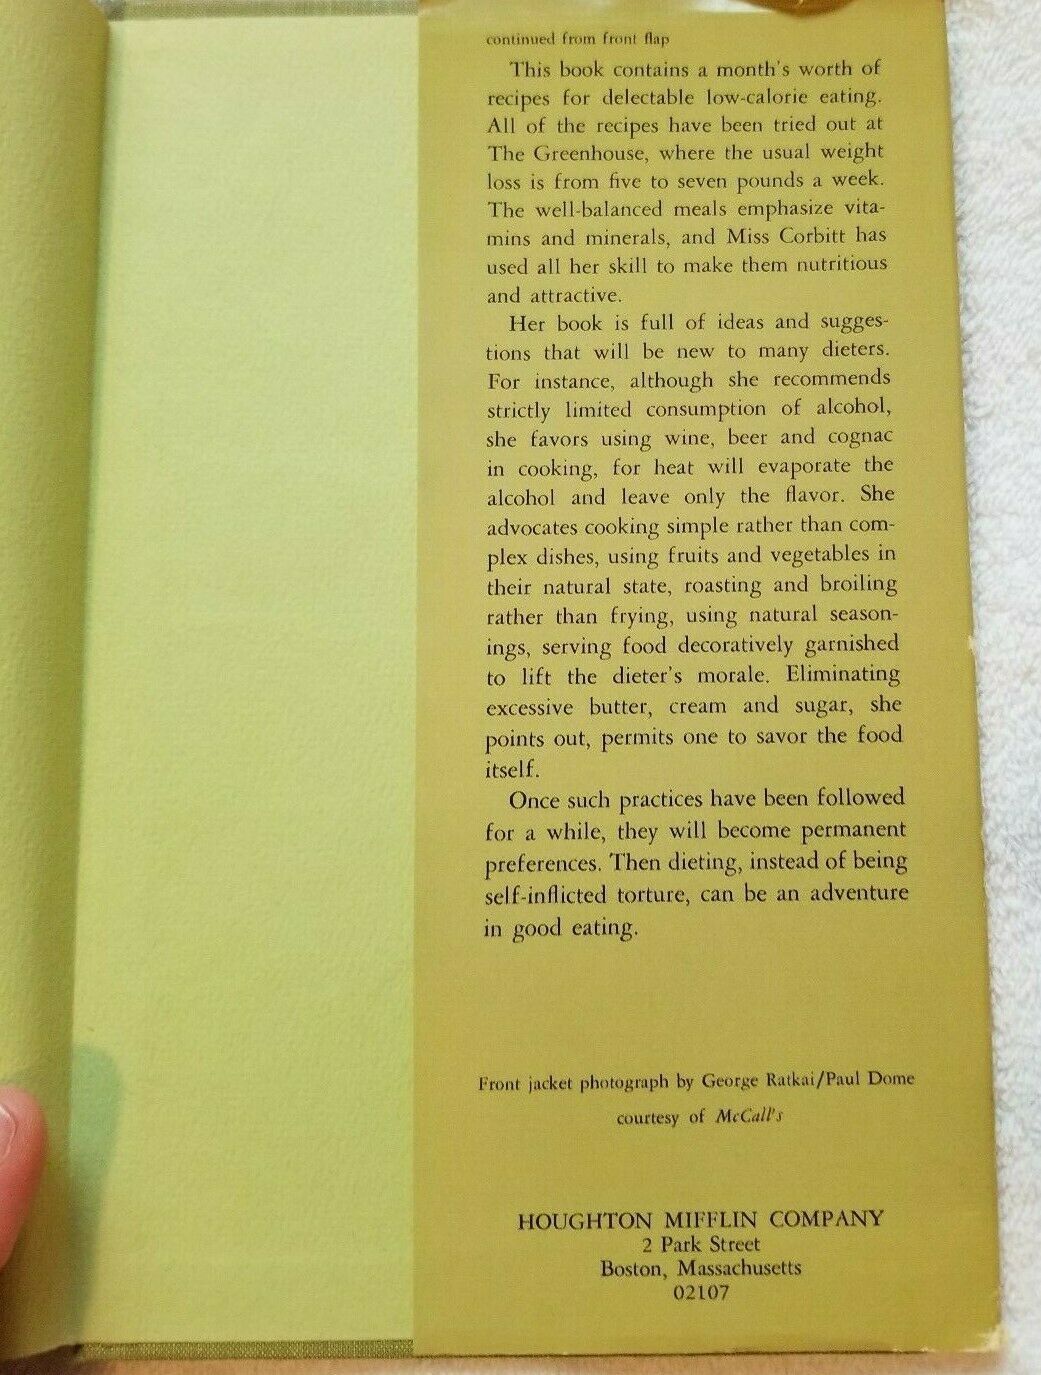 continued from front flap
This book contains a month's worth of
recipes for delectable low-calorie eating.
All of the recipes have been tried out at
The Greenhouse, where the usual weight
loss is from five to seven pounds a week.
The well-balanced meals emphasize vita-
mins and minerals, and Miss Corbitt has
used all her skill to make them nutritious
and attractive.
Her book is full of ideas and sugges-
tions that will be new to many dieters.
For instance, although she recommends
strictly limited consumption of alcohol,
she favors using wine, beer and cognac
in cooking, for heat will evaporate the
alcohol and leave only the flavor. She
advocates cooking simple rather than com-
plex dishes, using fruits and vegetables in
their natural state, roasting and broiling
rather than frying, using natural season-
ings, serving food decoratively garnished
to lift the dieter's morale. Eliminating
excessive butter, cream and sugar, she
points out, permits one to savor the food
itself.
Once such practices have been followed
for a while, they will become permanent
preferences. Then dieting, instead of being
self-inflicted torture, can be an adventure
in good eating.
Front jacket photograph by George Ratkai/Paul Dome
courtesy of McCall's
HOUGHTON MIFFLIN COMPANY
2 Park Street
Boston, Massachusetts
02107